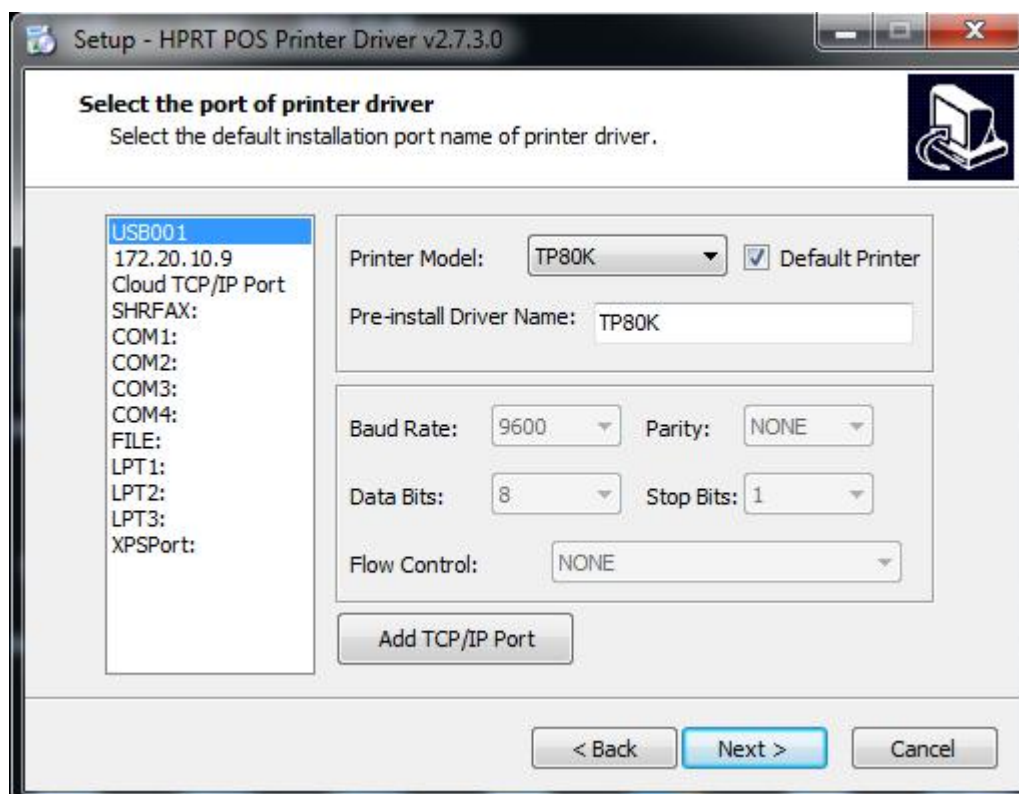 Setup - HPRT POS Printer Driver v2.7.3.0
Select the port of printer driver
Select the default installation port name of printer driver.
USB001
172.20.10.9
Cloud TCP/IP Port
SHRFAX:
COM1:
COM2:
COM3:
COM4:
FILE:
LPT1:
LPT2:
LPT3:
XPSPort:
Printer Model: TP80K Default Printer
Pre-install Driver Name: TP80K
Baud Rate: 9600 Parity: NONE
Data Bits: 8 Stop Bits: 1
Flow Control: NONE
Add TCP/IP Port
< Back Next > Cancel